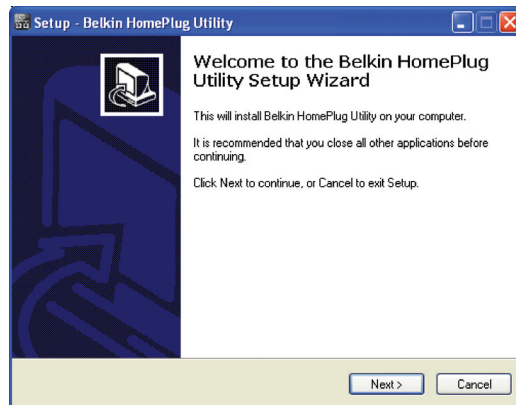 Setup - Belkin HomePlug Utility
Welcome to the Belkin HomePlug
Utility Setup Wizard
This will install Belkin HomePlug Utility on your computer.
It is recommended that you close all other applications before
continuing.
Click Next to continue, or Cancel to exit Setup.
Next >
Cancel